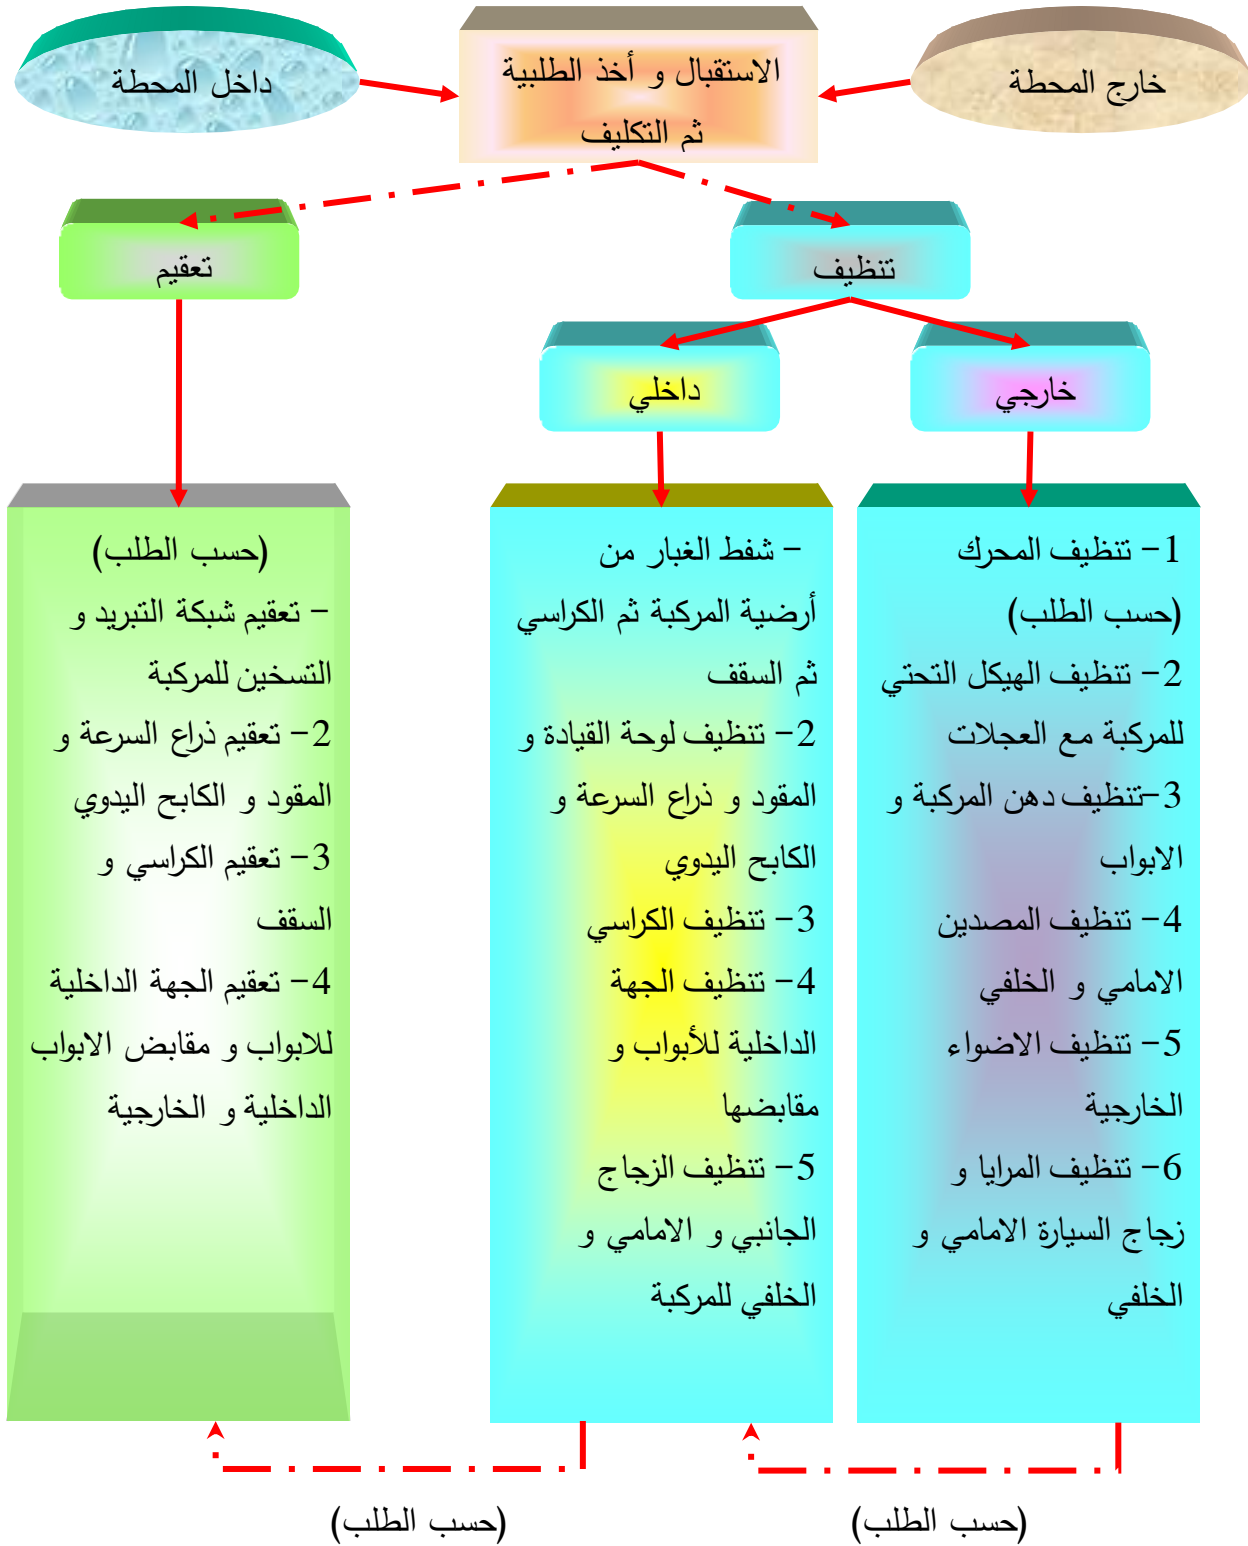 خارج المحطة
الاستقبال و أخذ الطلبية
ثم التكليف
داخل المحطة
تنظيف
تعقيم
خارجي
داخلي
1- تنظيف المحرك
(حسب الطلب)
2- تنظيف الهيكل التحتي
للمركبة مع العجلات
3-تنظيف دهن المركبة و
الابواب
4- تنظيف المصدين
الامامي و الخلفي
5- تنظيف الاضواء
الخارجية
6- تنظيف المرايا و
زجاج السيارة الامامي و
الخلفي
- شفط الغبار من
أرضية المركبة ثم الكراسي
ثم السقف
2- تنظيف لوحة القيادة و
المقود و ذراع السرعة و
الكابح اليدوي
3- تنظيف الكراسي
4- تنظيف الجهة
الداخلية للأبواب و
مقابضها
5- تنظيف الزجاج
الجانبي و الامامي و
الخلفي للمركبة
(حسب الطلب)
- تعقيم شبكة التبريد و
التسخين للمركبة
2- تعقيم ذراع السرعة و
المقود و الكابح اليدوي
3- تعقيم الكراسي و
السقف
4- تعقيم الجهة الداخلية
للابواب و مقابض الابواب
الداخلية و الخارجية
(حسب الطلب)
(حسب الطلب)